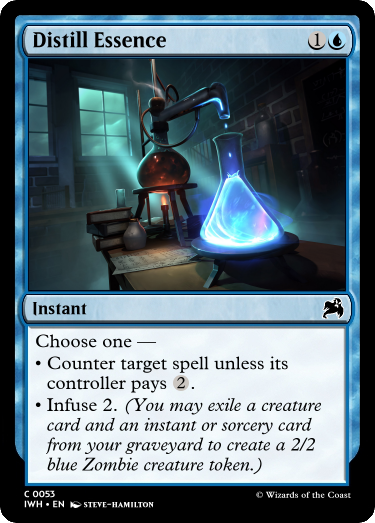 Distill Essence 1
Instant
Choose one —
• Counter target spell unless its
controller pays 2.
• Infuse 2. (You may exile a creature
card and an instant or sorcery card
from your graveyard to create a 2/2
blue Zombie creature token.)
C 0053
IWH • EN STEVE-HAMILTON
© Wizards of the Coast